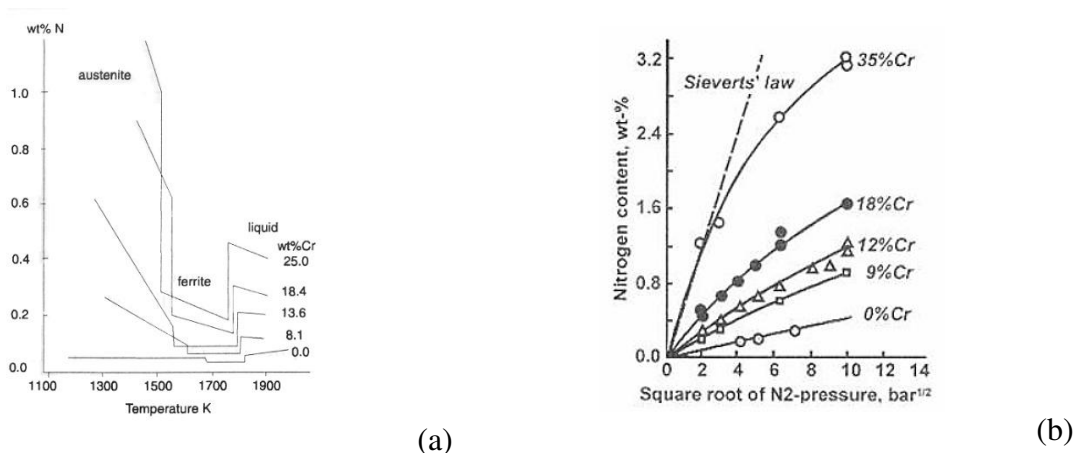 wt% N
austenite
1.0
0.8
0.6
0.4
0.2
0.0
liquid
wt%Cr
25.0
18.4
ferrite
13.6
8.1
0.0
1100 1300 1500 1700 1900
Temperature K
(a)
3.2
2.4
1.6
0.8
0.0
Nitrogen content, wt-%
Sieverts' law
35%Cr
18%Cr
12%Cr
9%Cr
0%Cr
0 2 4 6 8 10 12 14
Square root of N2-pressure, bar1/2
(b)